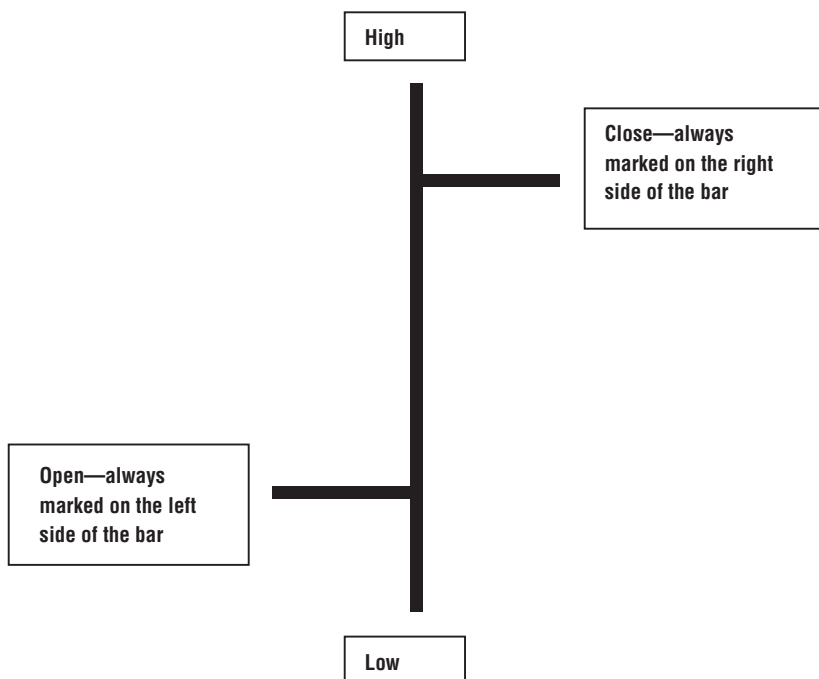 High
Close—always
marked on the right
side of the bar
Open—always
marked on the left
side of the bar
Low